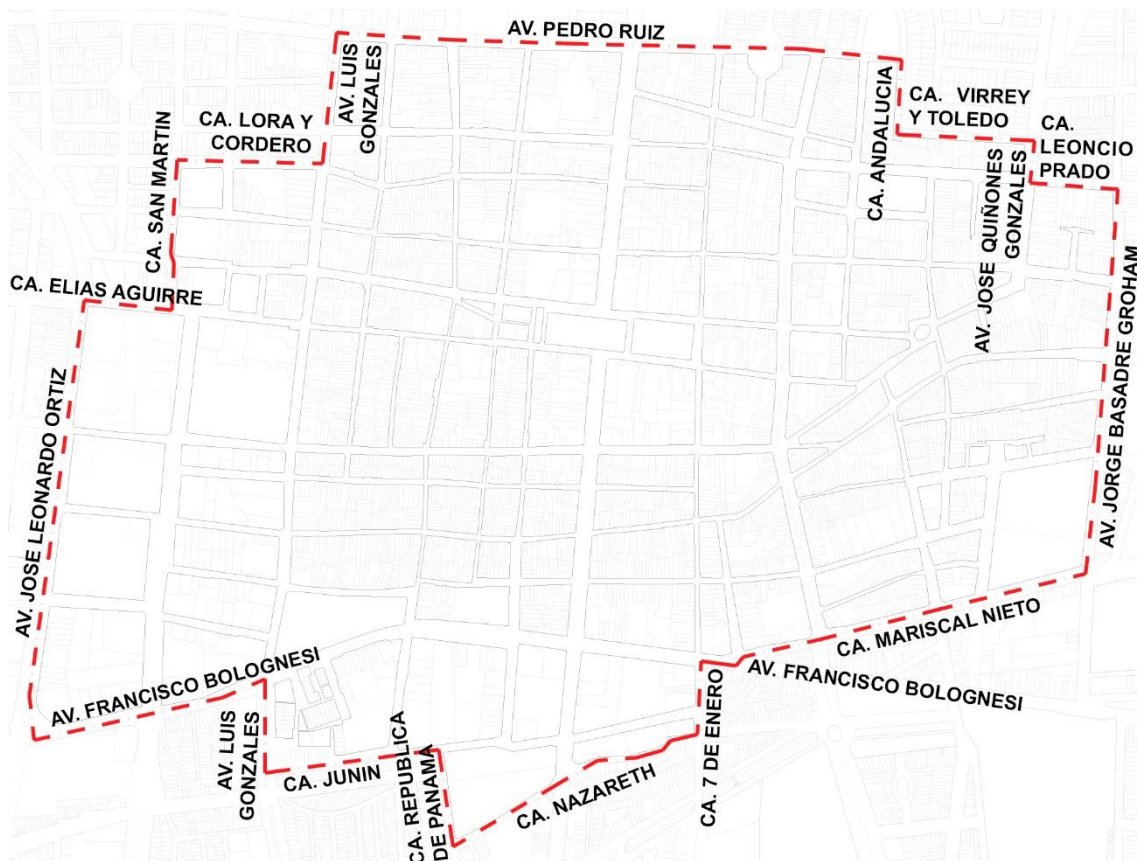 AV. PEDRO RUIZ
AV. LUIS
GONZALES
CA. LORA Y
CORDERO
CA. SAN MARTIN
CA. ELIAS AGUIRRE
AV. JOSE LEONARDO ORTIZ
CA. ANDALUCIA
CA. VIRREY
Y TOLEDO
CA.
LEONCIO
PRADO
AV. JOSE QUIÑONES
GONZALES
AV. JORGE BASADRE GROHAM
CA. MARISCAL NIETO
AV. FRANCISCO BOLOGNESI
CA. 7 DE ENERO
CA. NAZARETH
CA. REPUBLICA
DE PANAMA
CA. JUNIN
AV. LUIS
GONZALES
AV. FRANCISCO BOLOGNESI